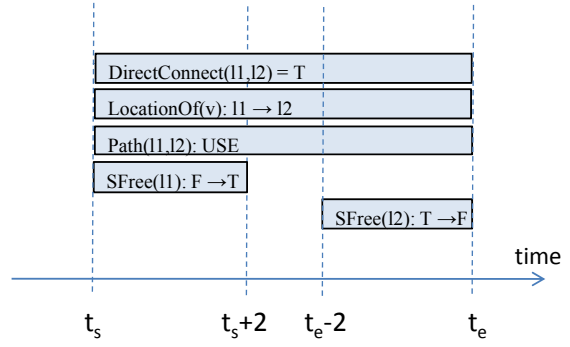 DirectConnect(l1,l2) = T
LocationOf(v): l1 → l2
Path(l1,l2): USE
SFree(l1): F →T
SFree(l2): T →F
time
ts
ts+2
te-2
te